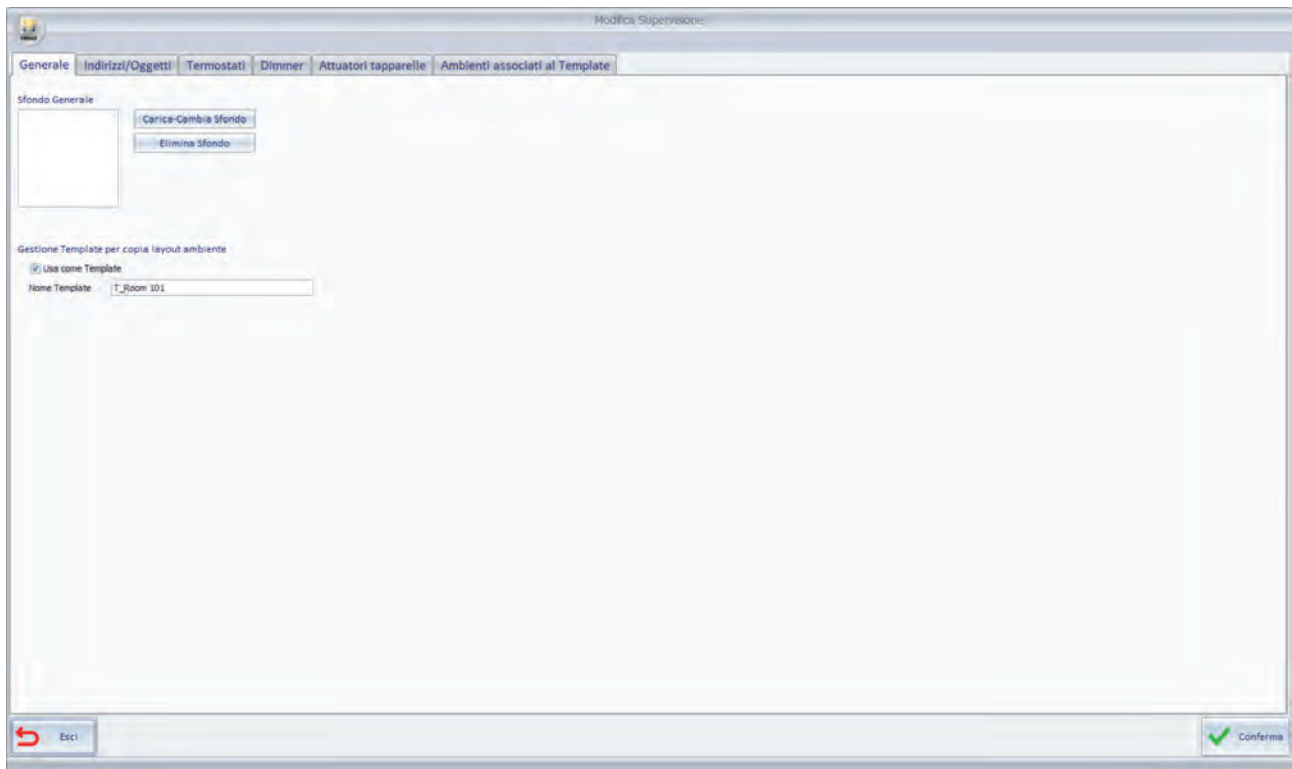 Modifica Supervisione
Generale Indirizzi/Oggetti Termostati Dimmer Attuatori tapparelle Ambienti associati al Template
Sfondo Generale
Carica-Cambia Sfondo
Elimina Sfondo
Gestione Template per copia layout ambiente
Usa come Template
Nome Template T_Room 101
Esci Conferma